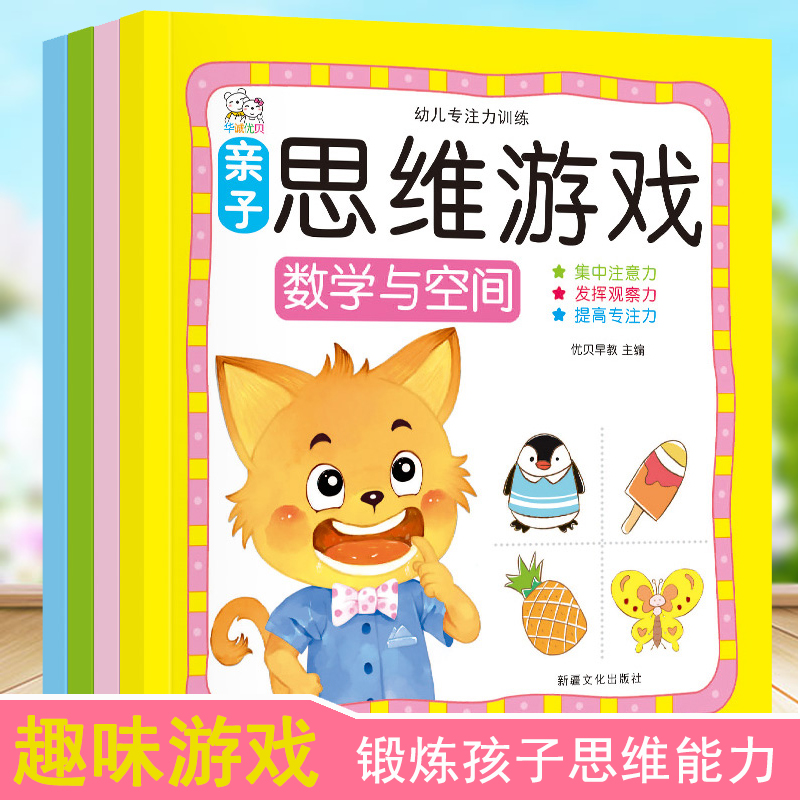 华诚优贝
幼儿专注力训练
亲子
思维游戏
数学与空间
集中注意力
发挥观察力
提高专注力
优贝早教 主编
新疆文化出版社
趣味游戏
锻炼孩子思维能力